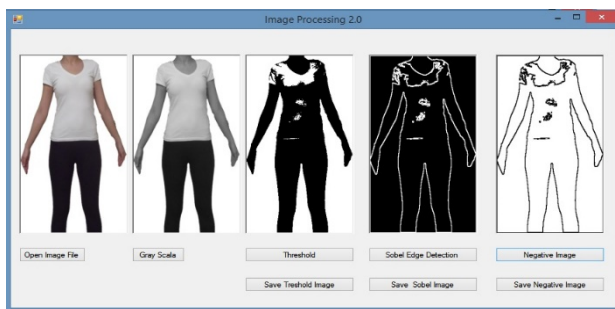 Image Processing 2.0
Open Image File
Gray Scala
Threshold
Sobel Edge Detection
Negative Image
Save Treshold Image
Save Sobel Image
Save Negative Image